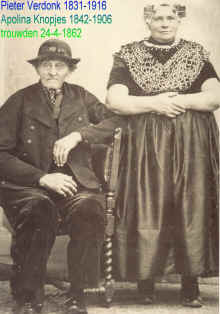 Pieter Verdonk 1831-1916
Apolina Knopjes 1842-1906
trouwden 24-4-1862